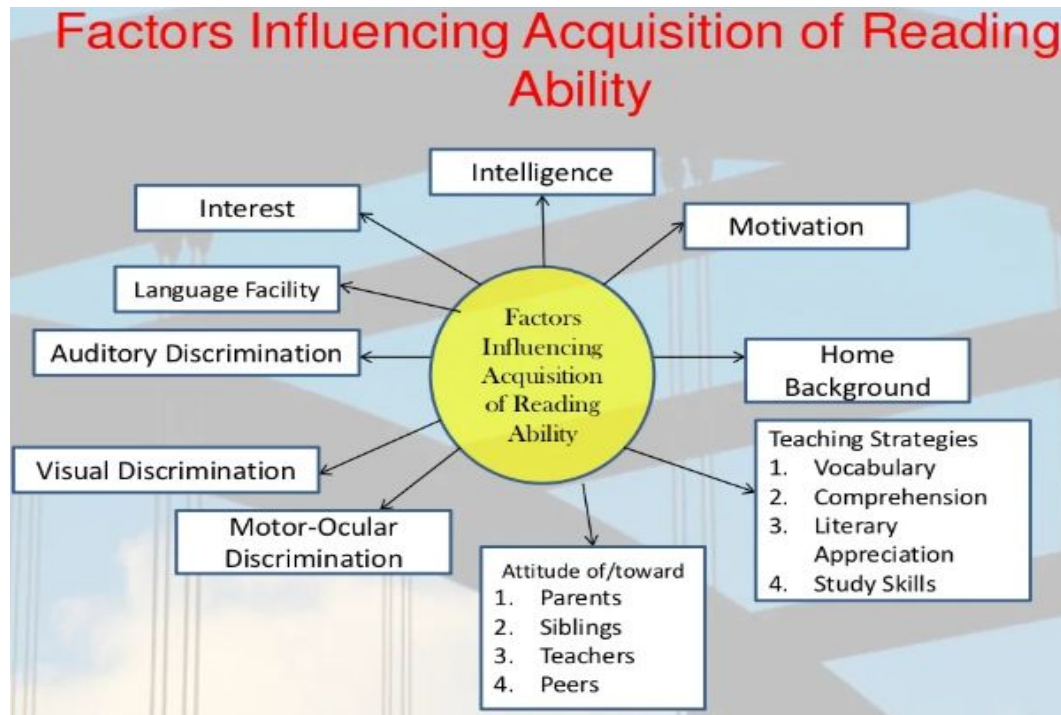 Factors Influencing Acquisition of Reading
Ability
Intelligence
Interest
Motivation
Language Facility
Auditory Discrimination
Factors
Influencing
Acquisition
of Reading
Ability
Home
Background
Visual Discrimination
Motor-Ocular
Discrimination
Teaching Strategies
1. Vocabulary
2. Comprehension
3. Literary
Appreciation
4. Study Skills
Attitude of/toward
1. Parents
2. Siblings
3. Teachers
4. Peers